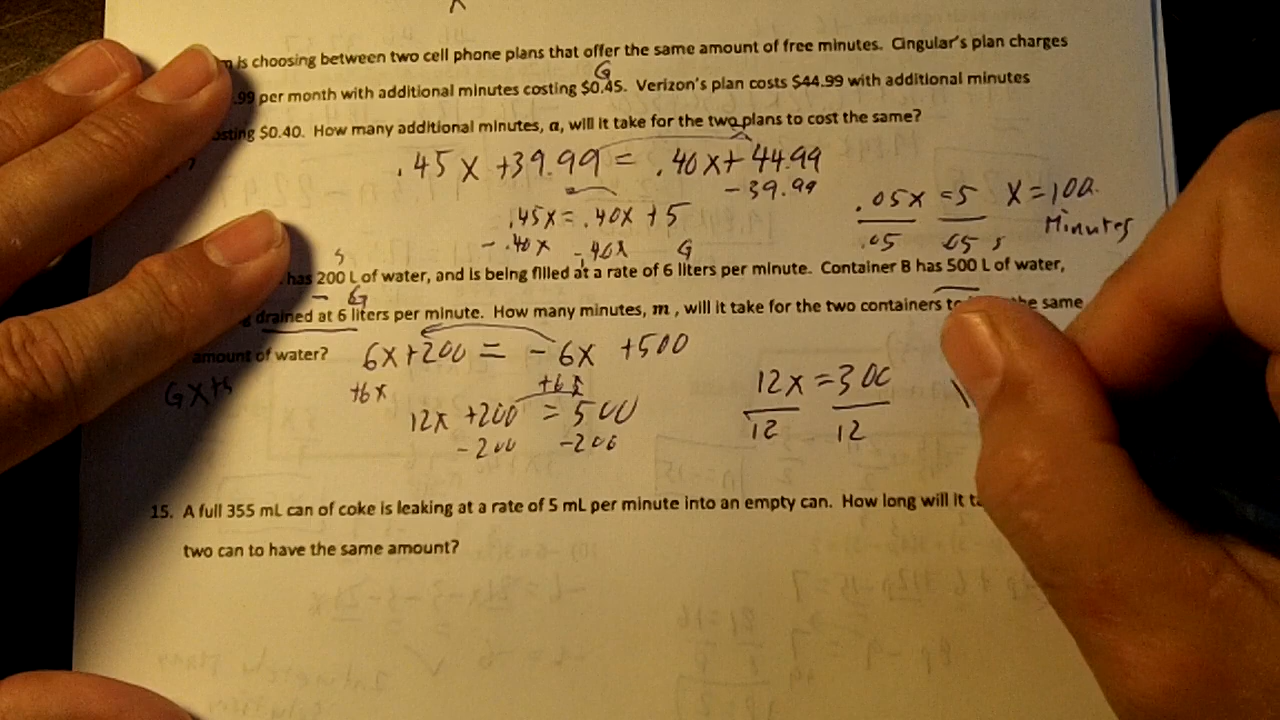 is choosing between two cell phone plans that offer the same amount of free minutes. Cingular's plan charges
G
.99 per month with additional minutes costing $0.45. Verizon's plan costs $44.99 with additional minutes
$0.40. How many additional minutes, a, will it take for the two plans to cost the same?
.45x +39.99 = .40x+ 44.99
-39.99
.05x =5 x=100
.05 .05 Minutes
.45x= .40x +5
- .40x -.40x G
s
has 200 L of water, and is being filled at a rate of 6 liters per minute. Container B has 500 L of water,
- G
drained at 6 liters per minute. How many minutes, m, will it take for the two containers the same
amount of water? 6x+200 = -6x +500
6x+s
+6x +6x
12x +200 = 500
-200 -200
12x =300
12 12
15. A full 355 mL can of coke is leaking at a rate of 5 mL per minute into an empty can. How long will it
two can to have the same amount?